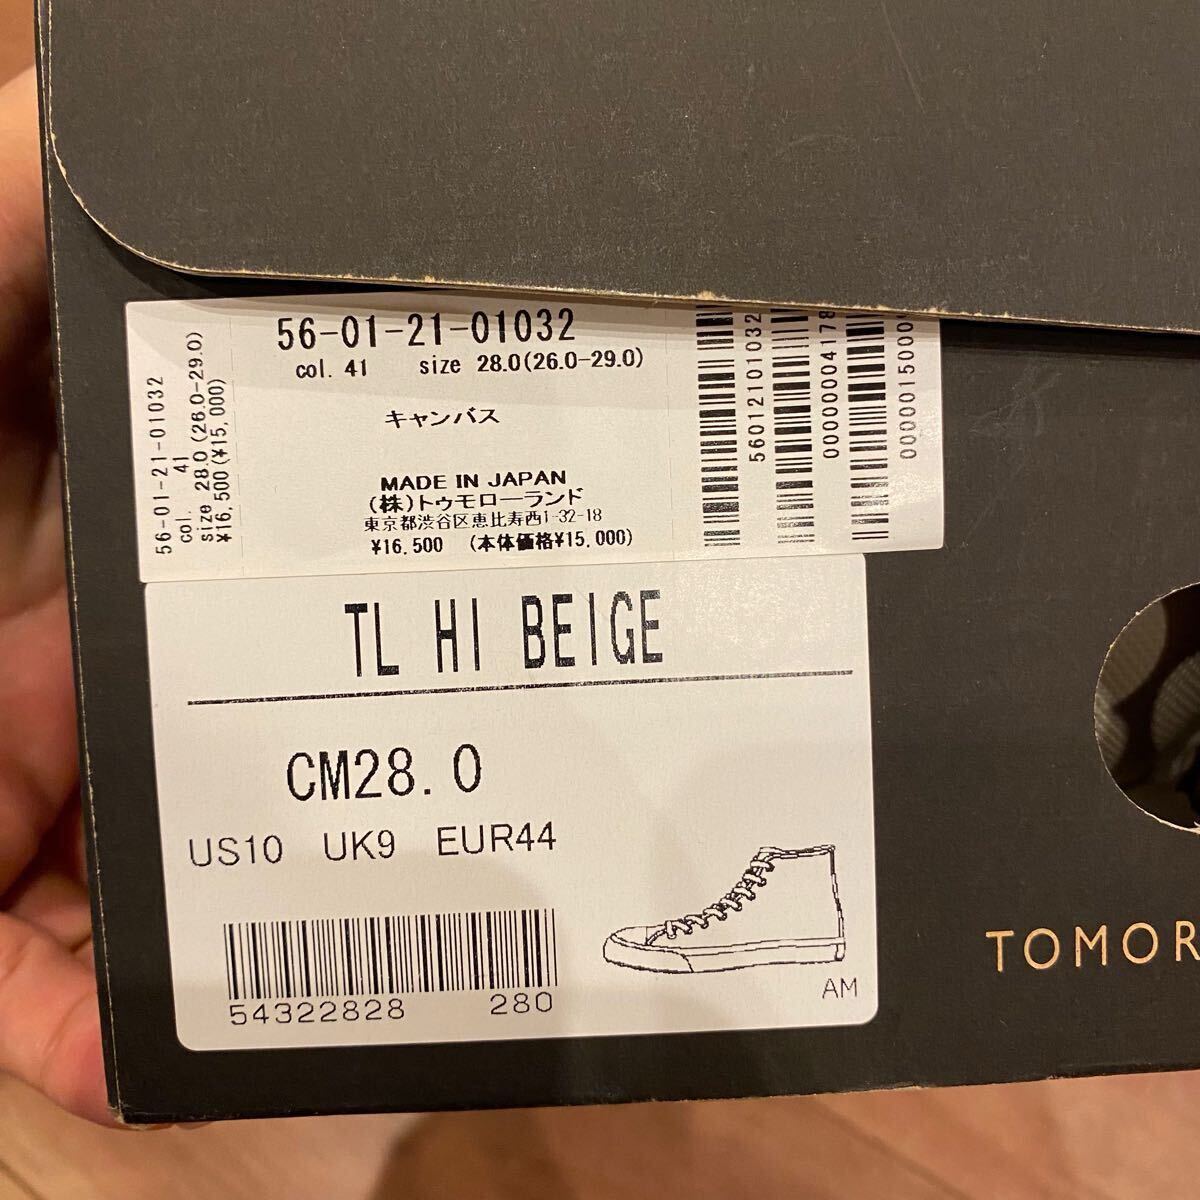 56-01-21-01032
col. 41 size 28.0(26.0-29.0)
キャンバス
MADE IN JAPAN
(株)トゥモローランド
東京都渋谷区恵比寿西1-32-18
¥16,500 (本体価格¥15,000)
56-01-21-01032
col. 41
size 28.0 (26.0-29.0)
¥16,500 (¥15,000)
5601210103２
TL HI BEIGE
CM28.0
US10 UK9 EUR44
54322828 280
AM
TOMOR